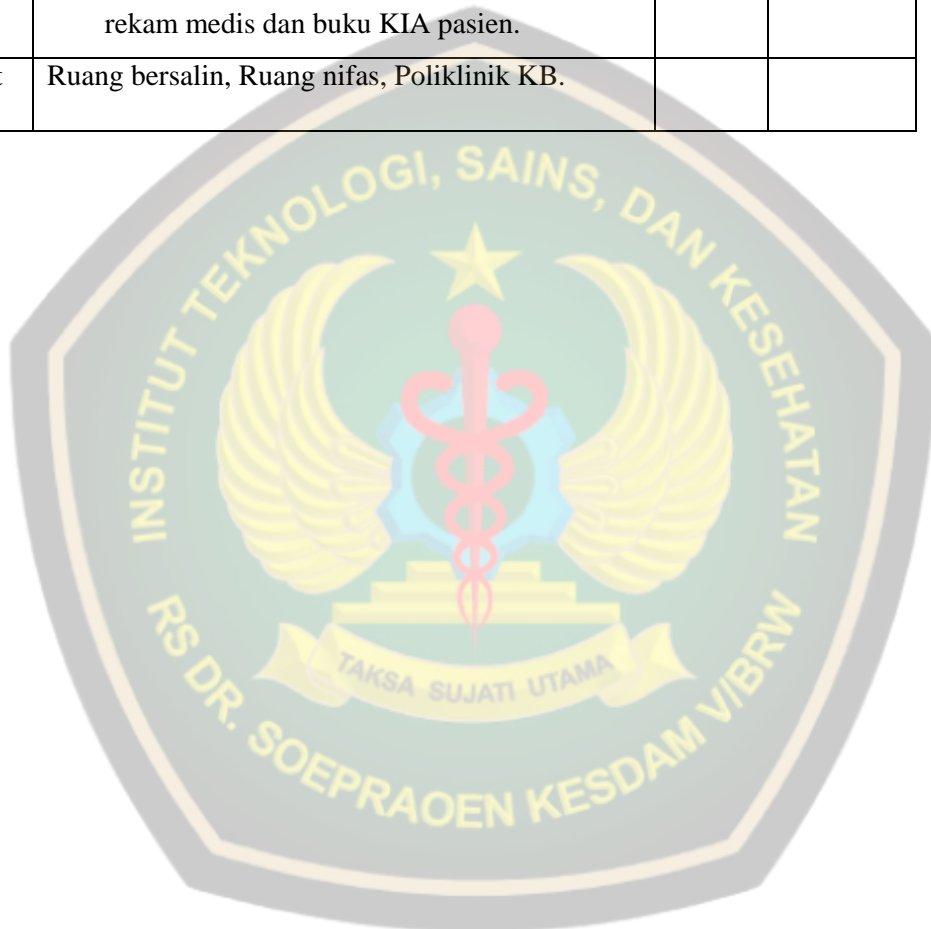 rekam medis dan buku KIA pasien.
Ruang bersalin, Ruang nifas, Poliklinik KB.
INSTITUT TEKNOLOGI, SAINS, DAN KESEHATAN
TAKSA SUJATI UTAMA
RS DR. SOEPRAOEN KESDAM V/BRW